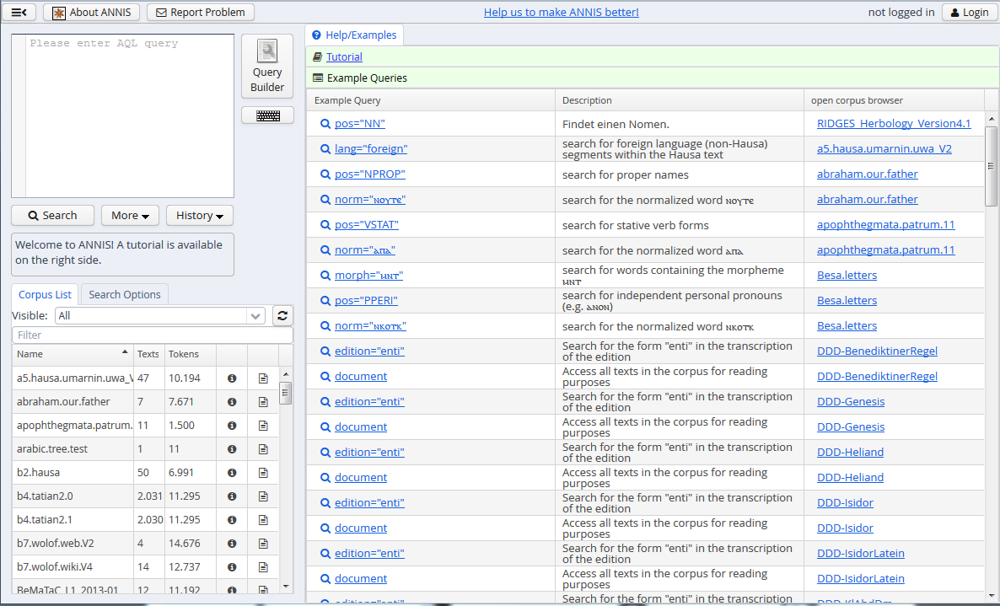 About ANNIS
Report Problem
Help us to make ANNIS better!
not logged in
Login
Please enter AQL query
Query
Builder
Search
More
History
Welcome to ANNIS! A tutorial is available
on the right side.
Corpus List
Search Options
Visible:
All
Filter
Name Texts Tokens
a5.hausa.umarnin.uwa_V 47 10.194
abraham.our.father 7 7.671
apophthegmata.patrum. 11 1.500
arabic.tree.test 1 11
b2.hausa 50 6.991
b4.tatian2.0 2.031 11.295
b4.tatian2.1 2.030 11.295
b7.wolof.web.V2 4 14.676
b7.wolof.wiki.V4 14 12.737
BeMaTaC_L1_2013-01 12 11.192
Help/Examples
Tutorial
Example Queries
Example Query Description open corpus browser
pos="NN" Findet einen Nomen. RIDGES_Herbology_Version4.1
lang="foreign" search for foreign language (non-Hausa)
segments within the Hausa text a5.hausa.umarnin.uwa_V2
pos="NPROP" search for proper names abraham.our.father
norm="ⲛⲟⲩⲧⲉ" search for the normalized word ⲛⲟⲩⲧⲉ abraham.our.father
pos="VSTAT" search for stative verb forms apophthegmata.patrum.11
norm="ⲁⲡⲁ" search for the normalized word ⲁⲡⲁ apophthegmata.patrum.11
morph="ⲙⲛⲧ" search for words containing the morpheme
ⲙⲛⲧ Besa.letters
pos="PPERI" search for independent personal pronouns
(e.g. ⲁⲛⲟⲛ) Besa.letters
norm="ⲛⲕⲟⲧⲕ" search for the normalized word ⲛⲕⲟⲧⲕ Besa.letters
edition="enti" Search for the form "enti" in the transcription
of the edition DDD-BenediktinerRegel
document Access all texts in the corpus for reading
purposes DDD-BenediktinerRegel
edition="enti" Search for the form "enti" in the transcription
of the edition DDD-Genesis
document Access all texts in the corpus for reading
purposes DDD-Genesis
edition="enti" Search for the form "enti" in the transcription
of the edition DDD-Heliand
document Access all texts in the corpus for reading
purposes DDD-Heliand
edition="enti" Search for the form "enti" in the transcription
of the edition DDD-Isidor
document Access all texts in the corpus for reading
purposes DDD-Isidor
edition="enti" Search for the form "enti" in the transcription
of the edition DDD-IsidorLatein
document Access all texts in the corpus for reading
purposes DDD-IsidorLatein
edition="enti" Search for the form "enti" in the transcription